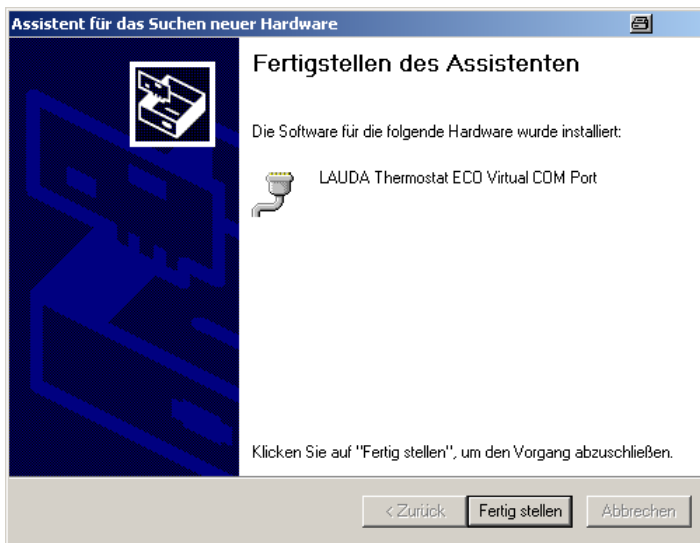 Assistent für das Suchen neuer Hardware
Fertigstellen des Assistenten
Die Software für die folgende Hardware wurde installiert:
LAUDA Thermostat ECO Virtual COM Port
Klicken Sie auf "Fertig stellen", um den Vorgang abzuschließen.
< Zurück
Fertig stellen
Abbrechen